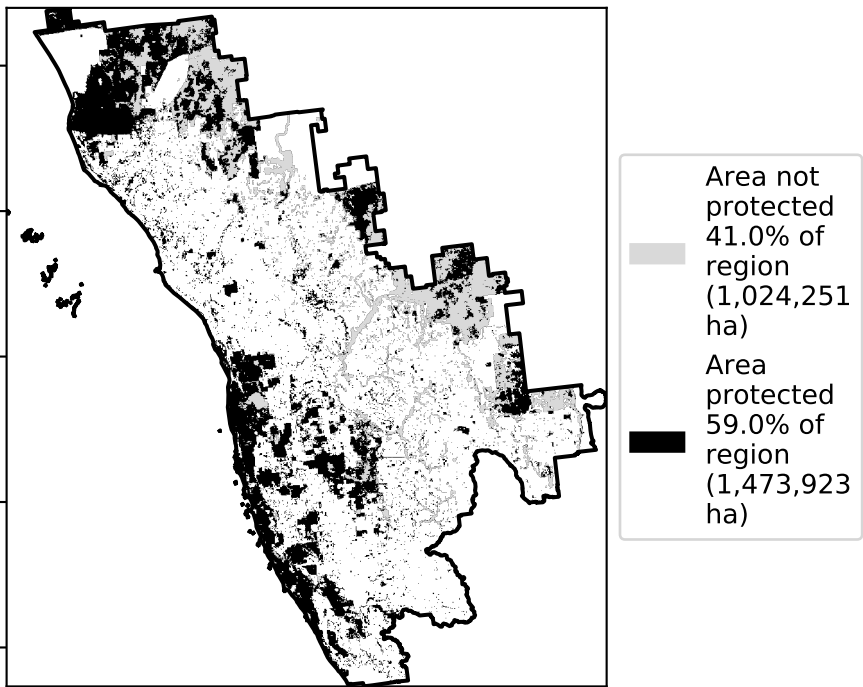 Area not
protected
41.0% of
region
(1,024,251
ha)
Area
protected
59.0% of
region
(1,473,923
ha)